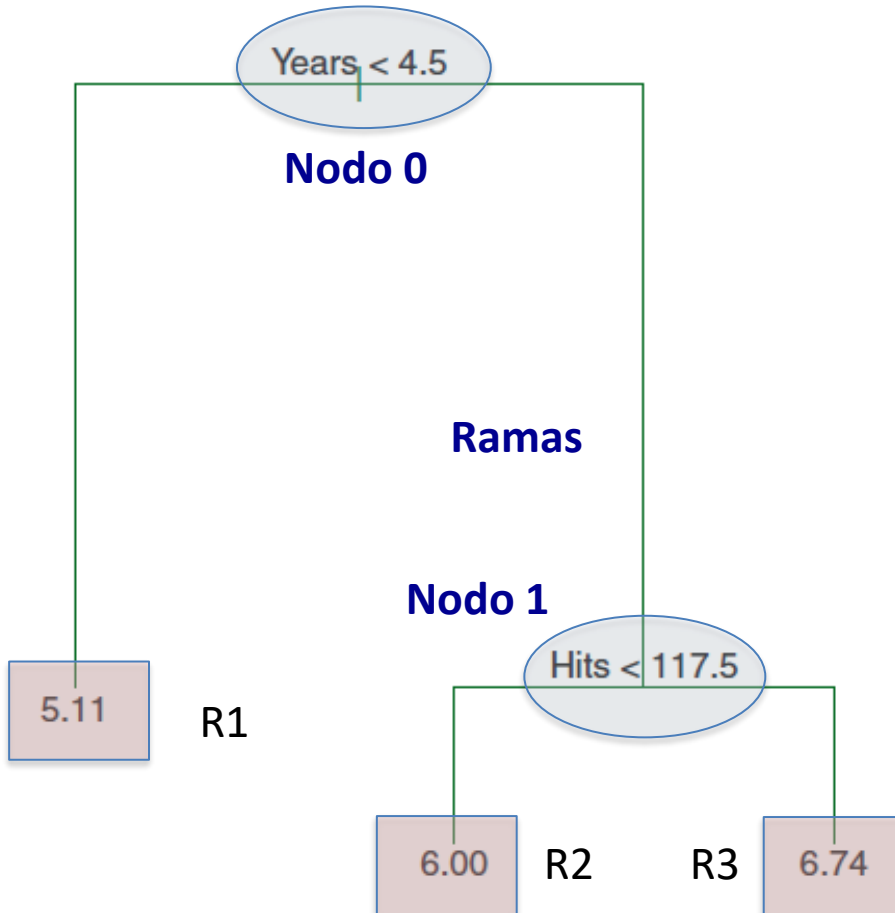 Years < 4.5
Nodo 0
Ramas
Nodo 1
Hits < 117.5
5.11
R1
6.00
R2
R3
6.74